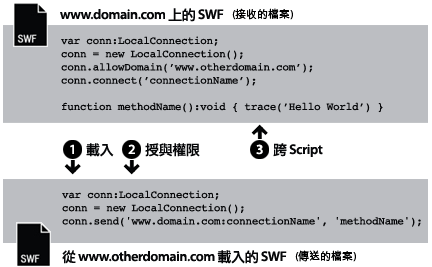 www.domain.com 上的 SWF (接收的檔案)
SWF
var conn:LocalConnection;
conn = new LocalConnection();
conn.allowDomain(‘www.otherdomain.com’);
conn.connect(‘connectionName’);
function methodName():void { trace(‘Hello World’) }
1 載入 2 授與權限 3 跨 Script
var conn:LocalConnection;
conn = new LocalConnection();
conn.send('www.domain.com:connectionName', 'methodName');
SWF
從 www.otherdomain.com 載入的 SWF (傳送的檔案)